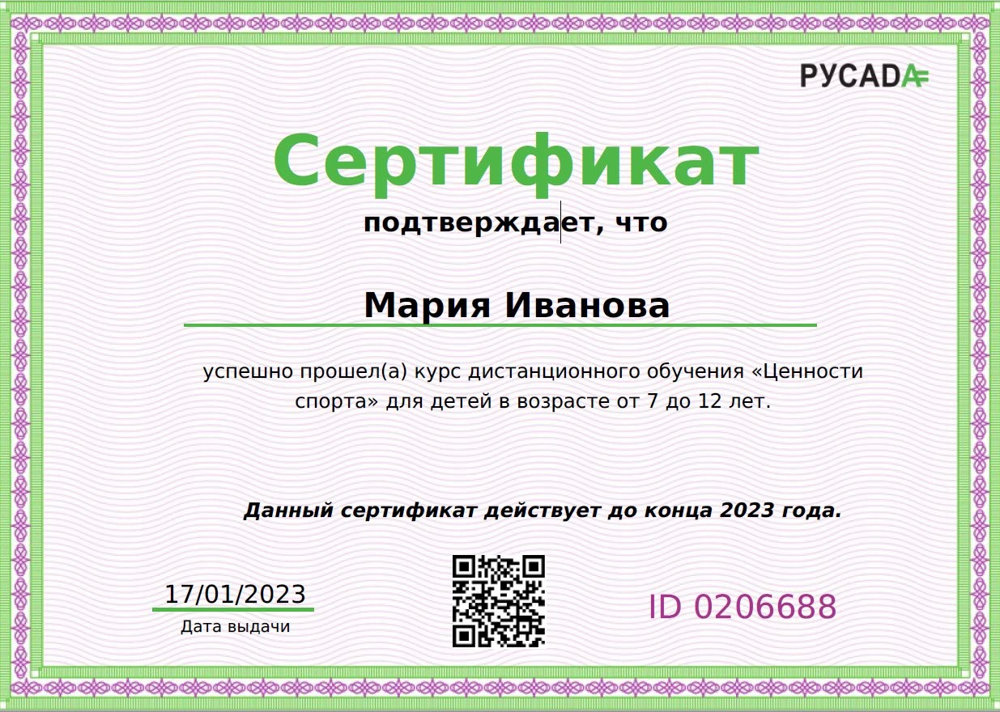 РУСАDA
Сертификат
подтверждает, что
Мария Иванова
успешно прошел(а) курс дистанционного обучения «Ценности
спорта» для детей в возрасте от 7 до 12 лет.
Данный сертификат действует до конца 2023 года.
17/01/2023
Дата выдачи
ID 0206688